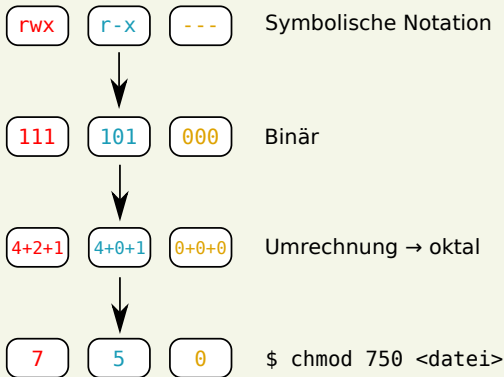 rwx r-x --- Symbolische Notation
111 101 000 Binär
4+2+1 4+0+1 0+0+0 Umrechnung → oktal
7 5 0 $ chmod 750 <datei>